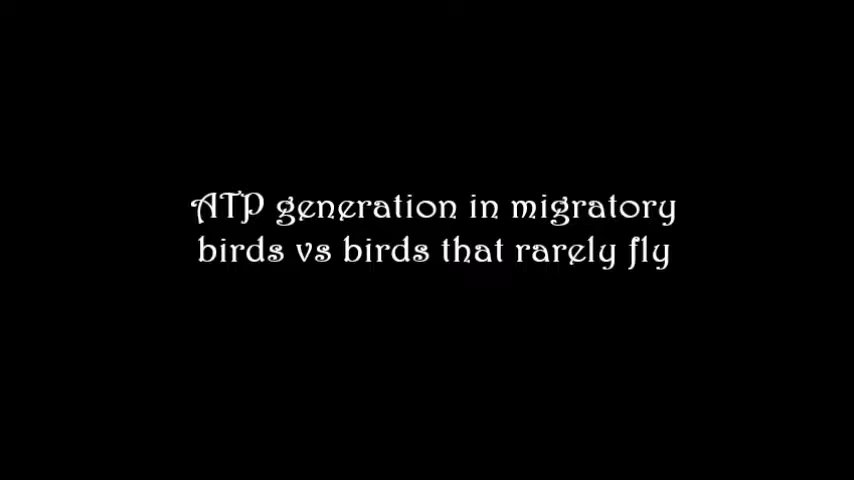 ATP generation in migratory
birds vs birds that rarely fly